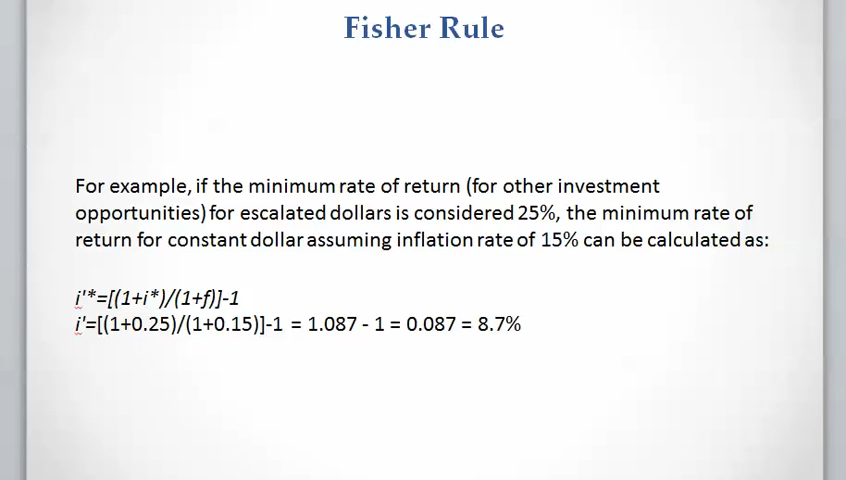 Fisher Rule
For example, if the minimum rate of return (for other investment
opportunities) for escalated dollars is considered 25%, the minimum rate of
return for constant dollar assuming inflation rate of 15% can be calculated as:
i'*=[(1+i*)/(1+f)]-1
i'=[(1+0.25)/(1+0.15)]-1 = 1.087 - 1 = 0.087 = 8.7%